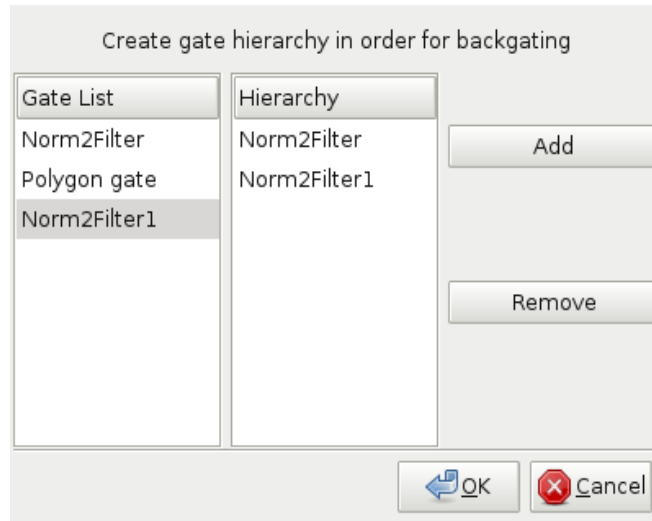 Create gate hierarchy in order for backgating
Gate List
Hierarchy
Norm2Filter
Norm2Filter
Polygon gate
Norm2Filter1
Norm2Filter1
Add
Remove
OK
Cancel